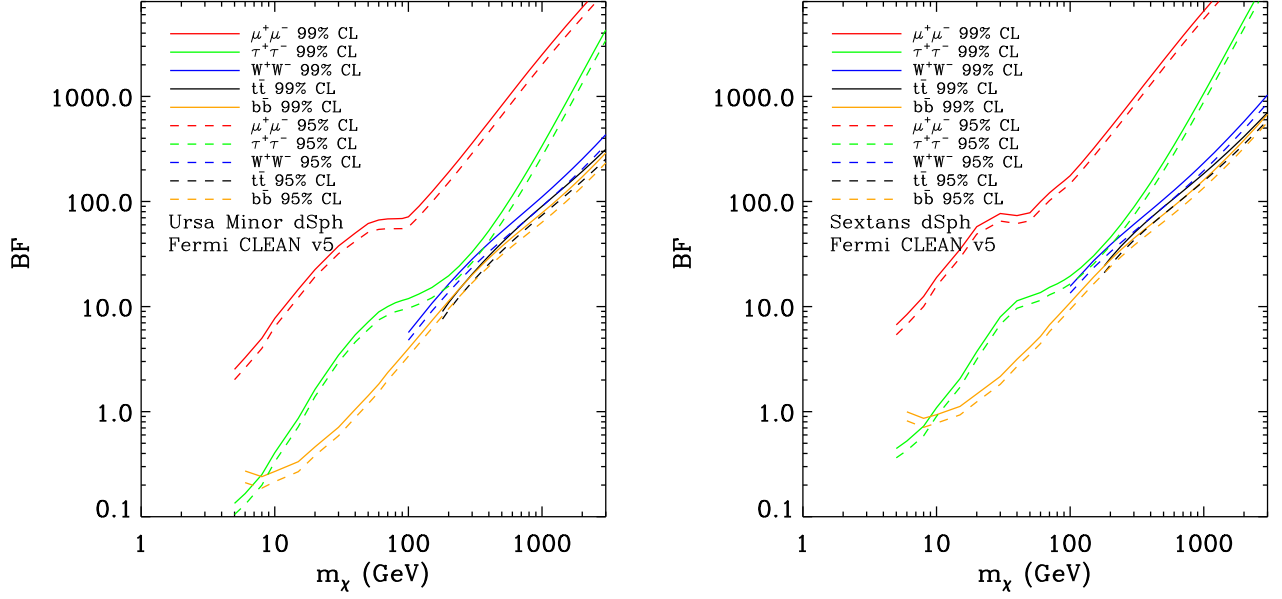 BF
1000.0
100.0
10.0
1.0
0.1
μ⁺μ⁻ 99% CL
τ⁺τ⁻ 99% CL
W⁺W⁻ 99% CL
tt̄ 99% CL
bb̄ 99% CL
μ⁺μ⁻ 95% CL
τ⁺τ⁻ 95% CL
W⁺W⁻ 95% CL
tt̄ 95% CL
bb̄ 95% CL
Ursa Minor dSph
Fermi CLEAN v5
1 10 100 1000
m_χ (GeV)
BF
1000.0
100.0
10.0
1.0
0.1
μ⁺μ⁻ 99% CL
τ⁺τ⁻ 99% CL
W⁺W⁻ 99% CL
tt̄ 99% CL
bb̄ 99% CL
μ⁺μ⁻ 95% CL
τ⁺τ⁻ 95% CL
W⁺W⁻ 95% CL
tt̄ 95% CL
bb̄ 95% CL
Sextans dSph
Fermi CLEAN v5
1 10 100 1000
m_χ (GeV)